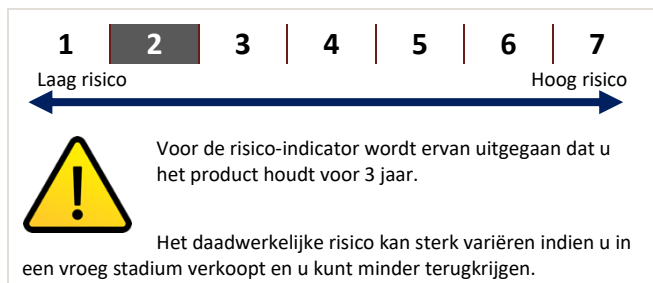 1 2 3 4 5 6 7
Laag risico Hoog risico
Voor de risico-indicator wordt ervan uitgegaan dat u
het product houdt voor 3 jaar.
Het daadwerkelijke risico kan sterk variëren indien u in
een vroeg stadium verkoopt en u kunt minder terugkrijgen.